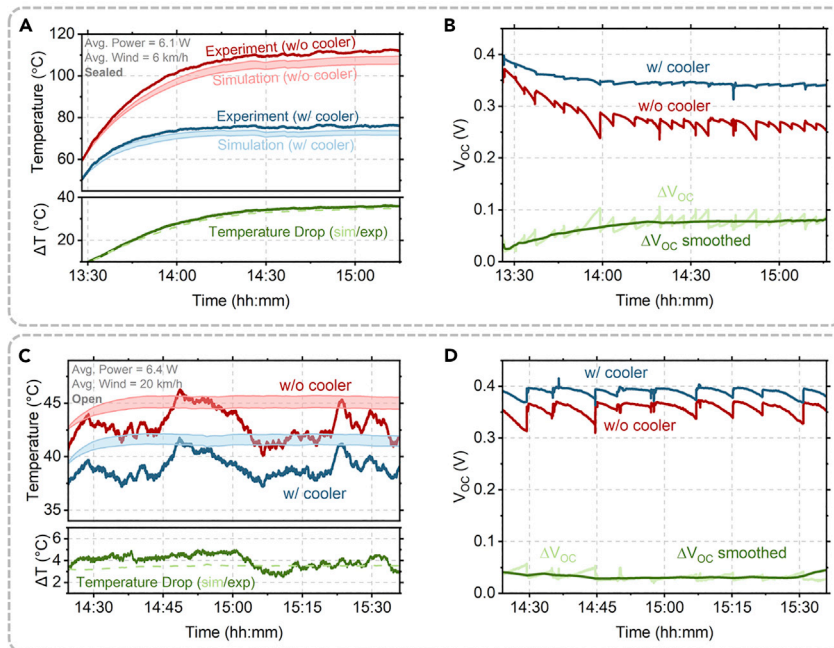 A
Avg. Power = 6.1 W
Avg. Wind = 6 km/h
Sealed
Experiment (w/o cooler)
Simulation (w/o cooler)
Experiment (w/ cooler)
Simulation (w/ cooler)
Temperature (°C)
120
100
80
60
Temperature Drop (sim/exp)
ΔT (°C)
40
20
13:30
14:00
14:30
15:00
Time (hh:mm)
B
w/ cooler
w/o cooler
ΔVOC
ΔVOC smoothed
VOC (V)
0.4
0.3
0.2
0.1
0.0
13:30
14:00
14:30
15:00
Time (hh:mm)
C
Avg. Power = 6.4 W
Avg. Wind = 20 km/h
Open
w/o cooler
w/ cooler
Temperature (°C)
45
40
35
ΔT (°C)
6
4
2
Temperature Drop (sim/exp)
14:30
14:45
15:00
15:15
15:30
Time (hh:mm)
D
w/ cooler
w/o cooler
ΔVOC
ΔVOC smoothed
VOC (V)
0.4
0.3
0.2
0.1
0.0
14:30
14:45
15:00
15:15
15:30
Time (hh:mm)